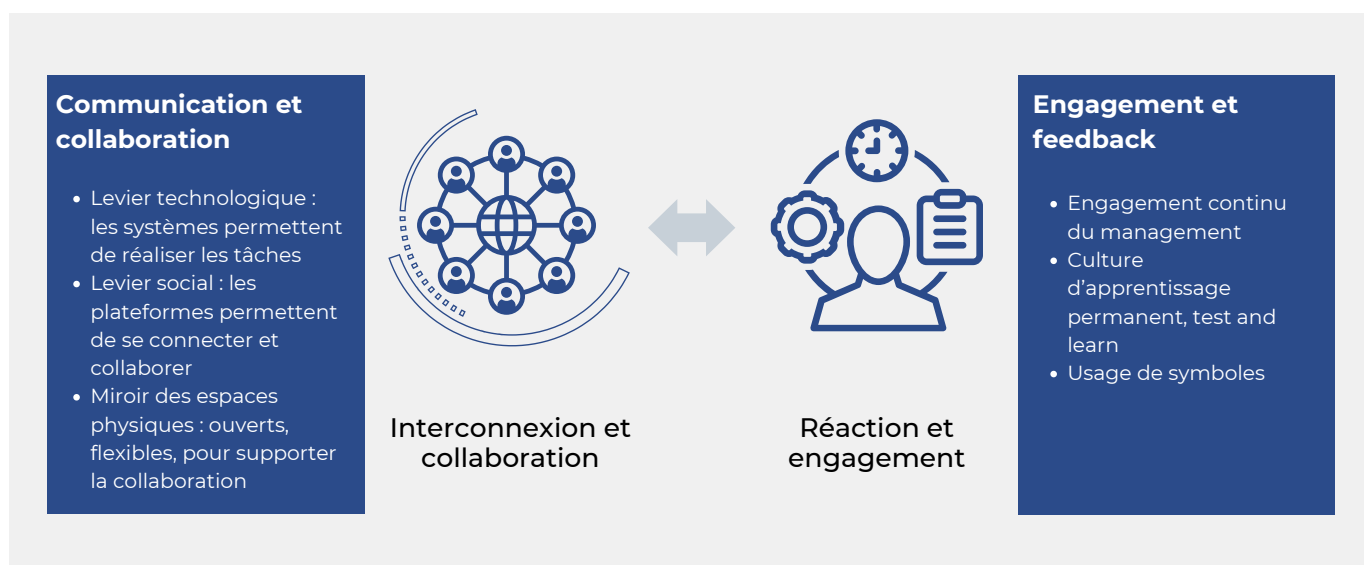 Communication et
collaboration
• Levier technologique :
les systèmes permettent
de réaliser les tâches
• Levier social : les
plateformes permettent
de se connecter et
collaborer
• Miroir des espaces
physiques : ouverts,
flexibles, pour supporter
la collaboration
Interconnexion et
collaboration
Réaction et
engagement
Engagement et
feedback
• Engagement continu
du management
• Culture
d’apprentissage
permanent, test and
learn
• Usage de symboles